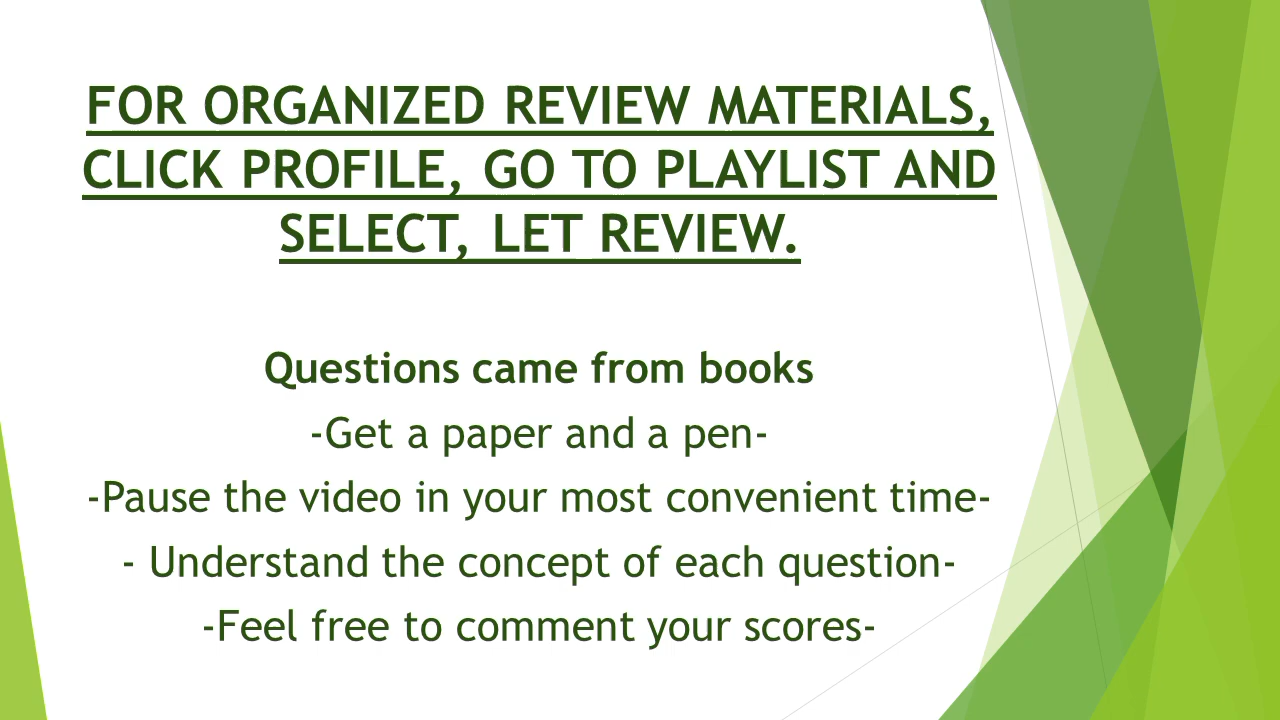 FOR ORGANIZED REVIEW MATERIALS,
CLICK PROFILE, GO TO PLAYLIST AND
SELECT, LET REVIEW.
Questions came from books
-Get a paper and a pen-
-Pause the video in your most convenient time-
- Understand the concept of each question-
-Feel free to comment your scores-